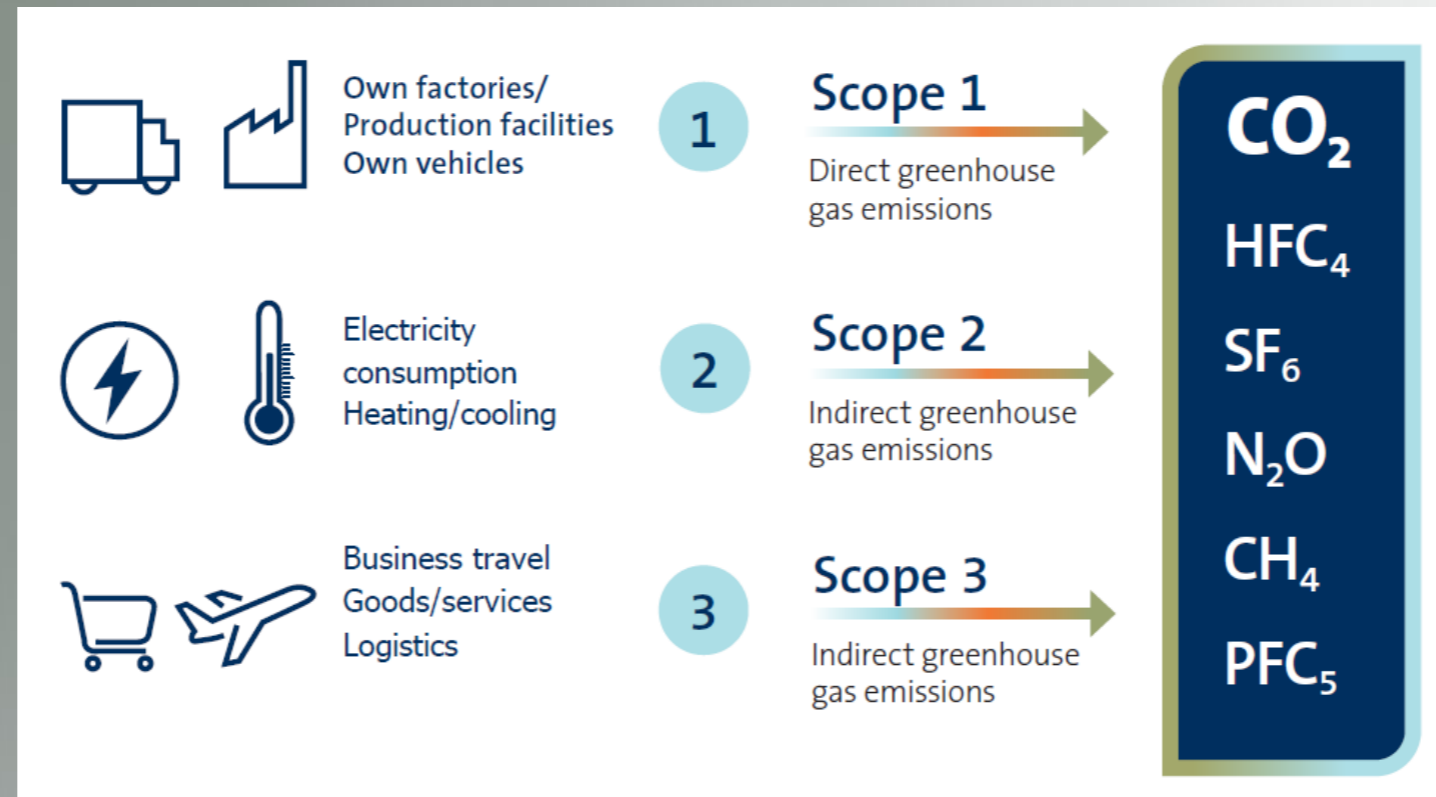 Own factories/
Production facilities
Own vehicles
1
Scope 1
Direct greenhouse
gas emissions
Electricity
consumption
Heating/cooling
2
Scope 2
Indirect greenhouse
gas emissions
Business travel
Goods/services
Logistics
3
Scope 3
Indirect greenhouse
gas emissions
CO₂
HFC₄
SF₆
N₂O
CH₄
PFC₅